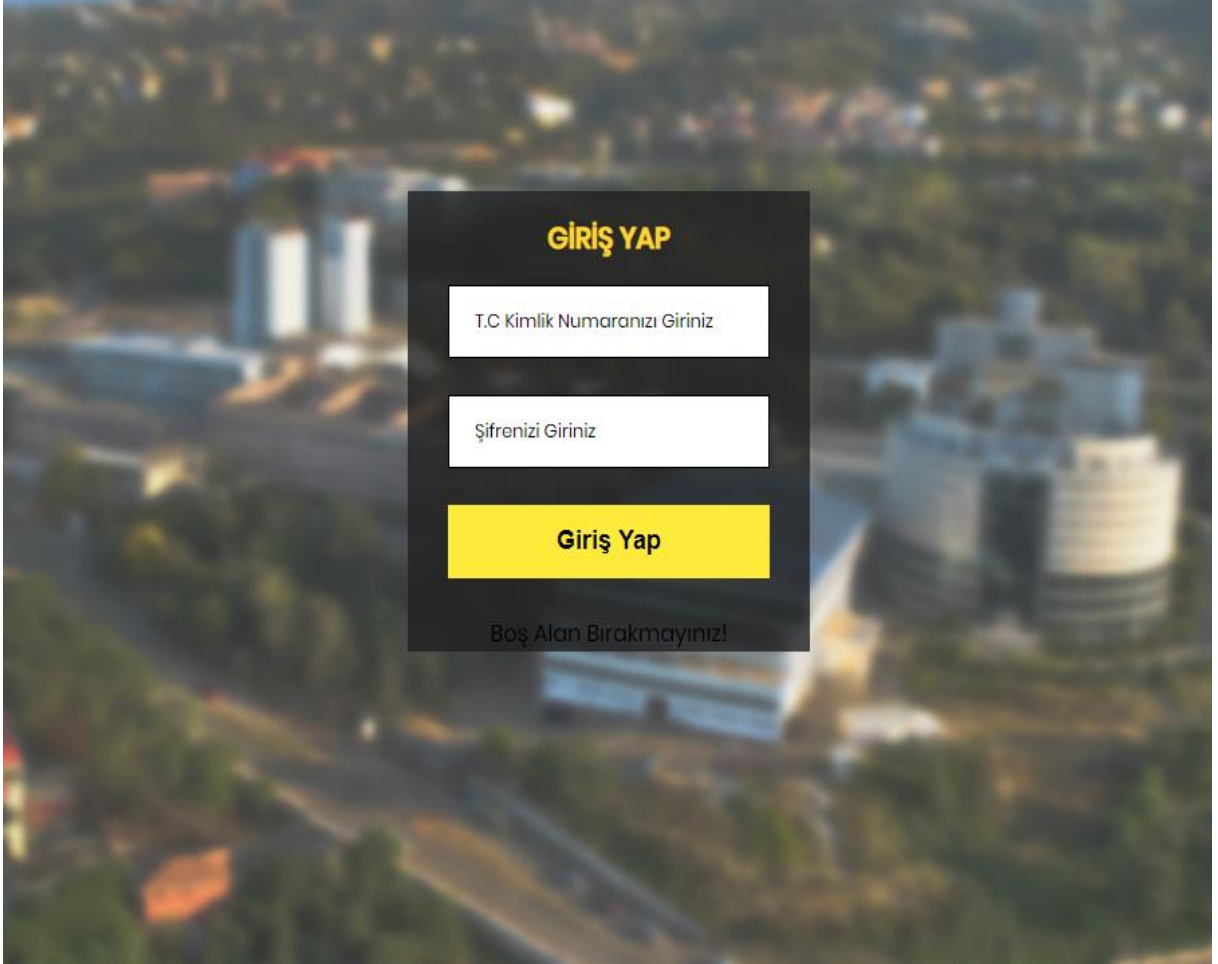 GİRİŞ YAP
T.C Kimlik Numaranızı Giriniz
Şifrenizi Giriniz
Giriş Yap
Boş Alan Bırakmayınız!